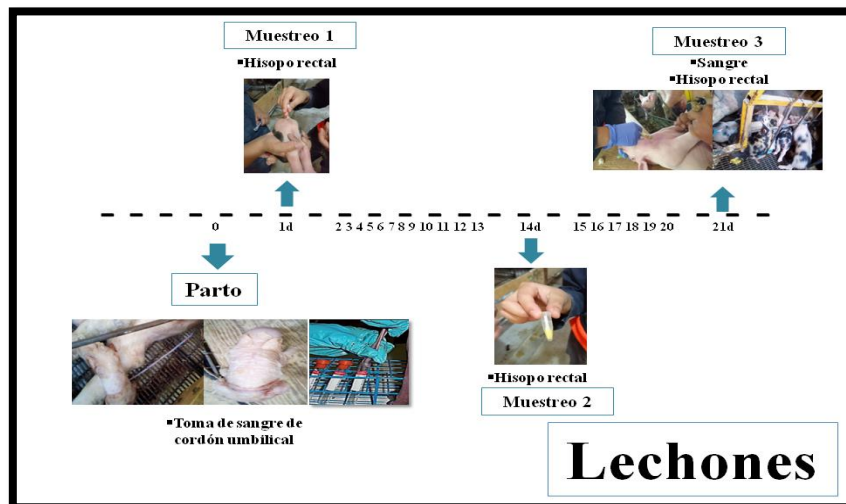 Muestreo 1
▪Hisopo rectal
Muestreo 3
▪Sangre
▪Hisopo rectal
0 1d 2 3 4 5 6 7 8 9 10 11 12 13 14d 15 16 17 18 19 20 21d
Parto
▪Toma de sangre de
cordón umbílical
▪Hisopo rectal
Muestreo 2
Lechones